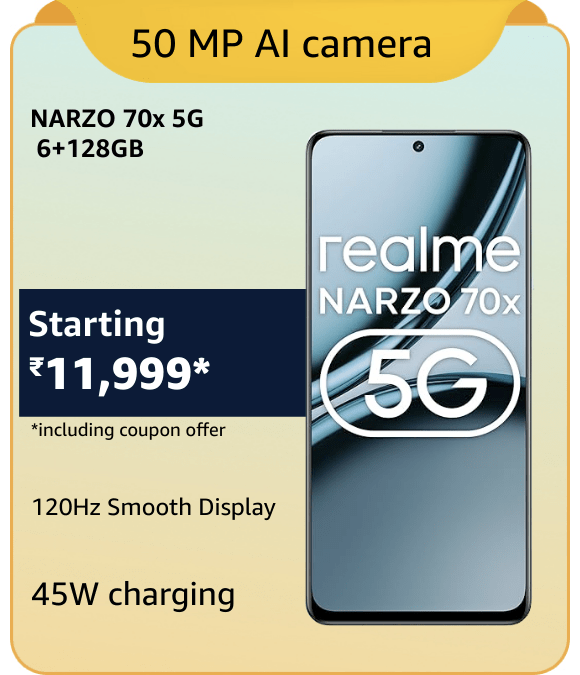 50 MP AI camera
NARZO 70x 5G
6+128GB
realme
NARZO 70x
5G
Starting
₹11,999*
*including coupon offer
120Hz Smooth Display
45W charging